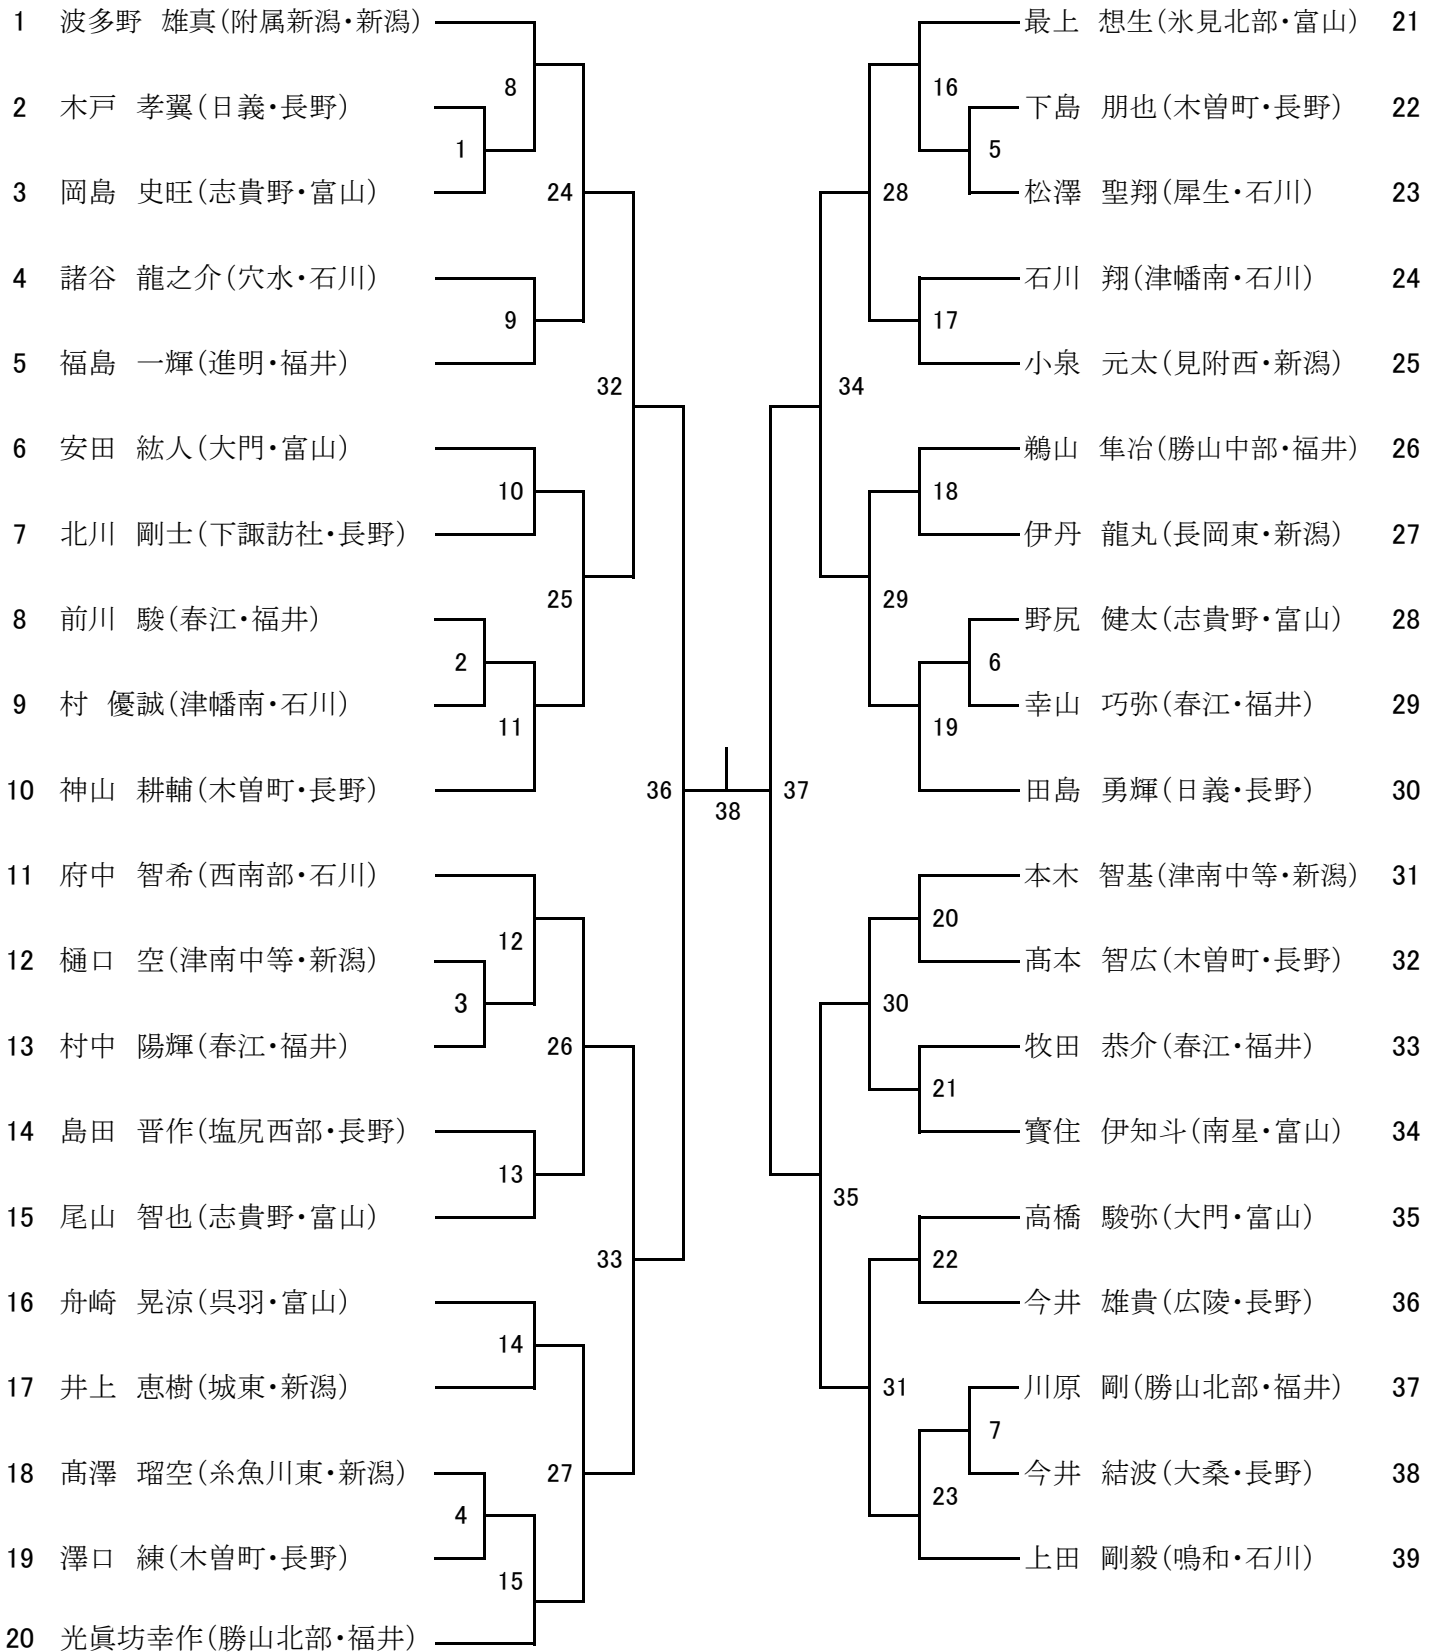 1 波多野 雄真(附属新潟・新潟)
2 木戸 孝翼(日義・長野)
3 岡島 史旺(志貴野・富山)
4 諸谷 龍之介(穴水・石川)
5 福島 一輝(進明・福井)
6 安田 紘人(大門・富山)
7 北川 剛士(下諏訪社・長野)
8 前川 駿(春江・福井)
9 村 優誠(津幡南・石川)
10 神山 耕輔(木曽町・長野)
11 府中 智希(西南部・石川)
12 樋口 空(津南中等・新潟)
13 村中 陽輝(春江・福井)
14 島田 晋作(塩尻西部・長野)
15 尾山 智也(志貴野・富山)
16 舟崎 晃涼(呉羽・富山)
17 井上 恵樹(城東・新潟)
18 髙澤 瑠空(糸魚川東・新潟)
19 澤口 練(木曽町・長野)
20 光眞坊幸作(勝山北部・福井)
8
1
24
9
32
10
25
2
11
36
12
3
26
13
33
14
27
4
15
38
16
5
28
17
34
18
29
6
19
37
20
30
21
35
22
31
7
23
最上 想生(氷見北部・富山) 21
下島 朋也(木曽町・長野) 22
松澤 聖翔(犀生・石川) 23
石川 翔(津幡南・石川) 24
小泉 元太(見附西・新潟) 25
鵜山 隼冶(勝山中部・福井) 26
伊丹 龍丸(長岡東・新潟) 27
野尻 健太(志貴野・富山) 28
幸山 巧弥(春江・福井) 29
田島 勇輝(日義・長野) 30
本木 智基(津南中等・新潟) 31
髙本 智広(木曽町・長野) 32
牧田 恭介(春江・福井) 33
寳住 伊知斗(南星・富山) 34
高橋 駿弥(大門・富山) 35
今井 雄貴(広陵・長野) 36
川原 剛(勝山北部・福井) 37
今井 結波(大桑・長野) 38
上田 剛毅(鳴和・石川) 39